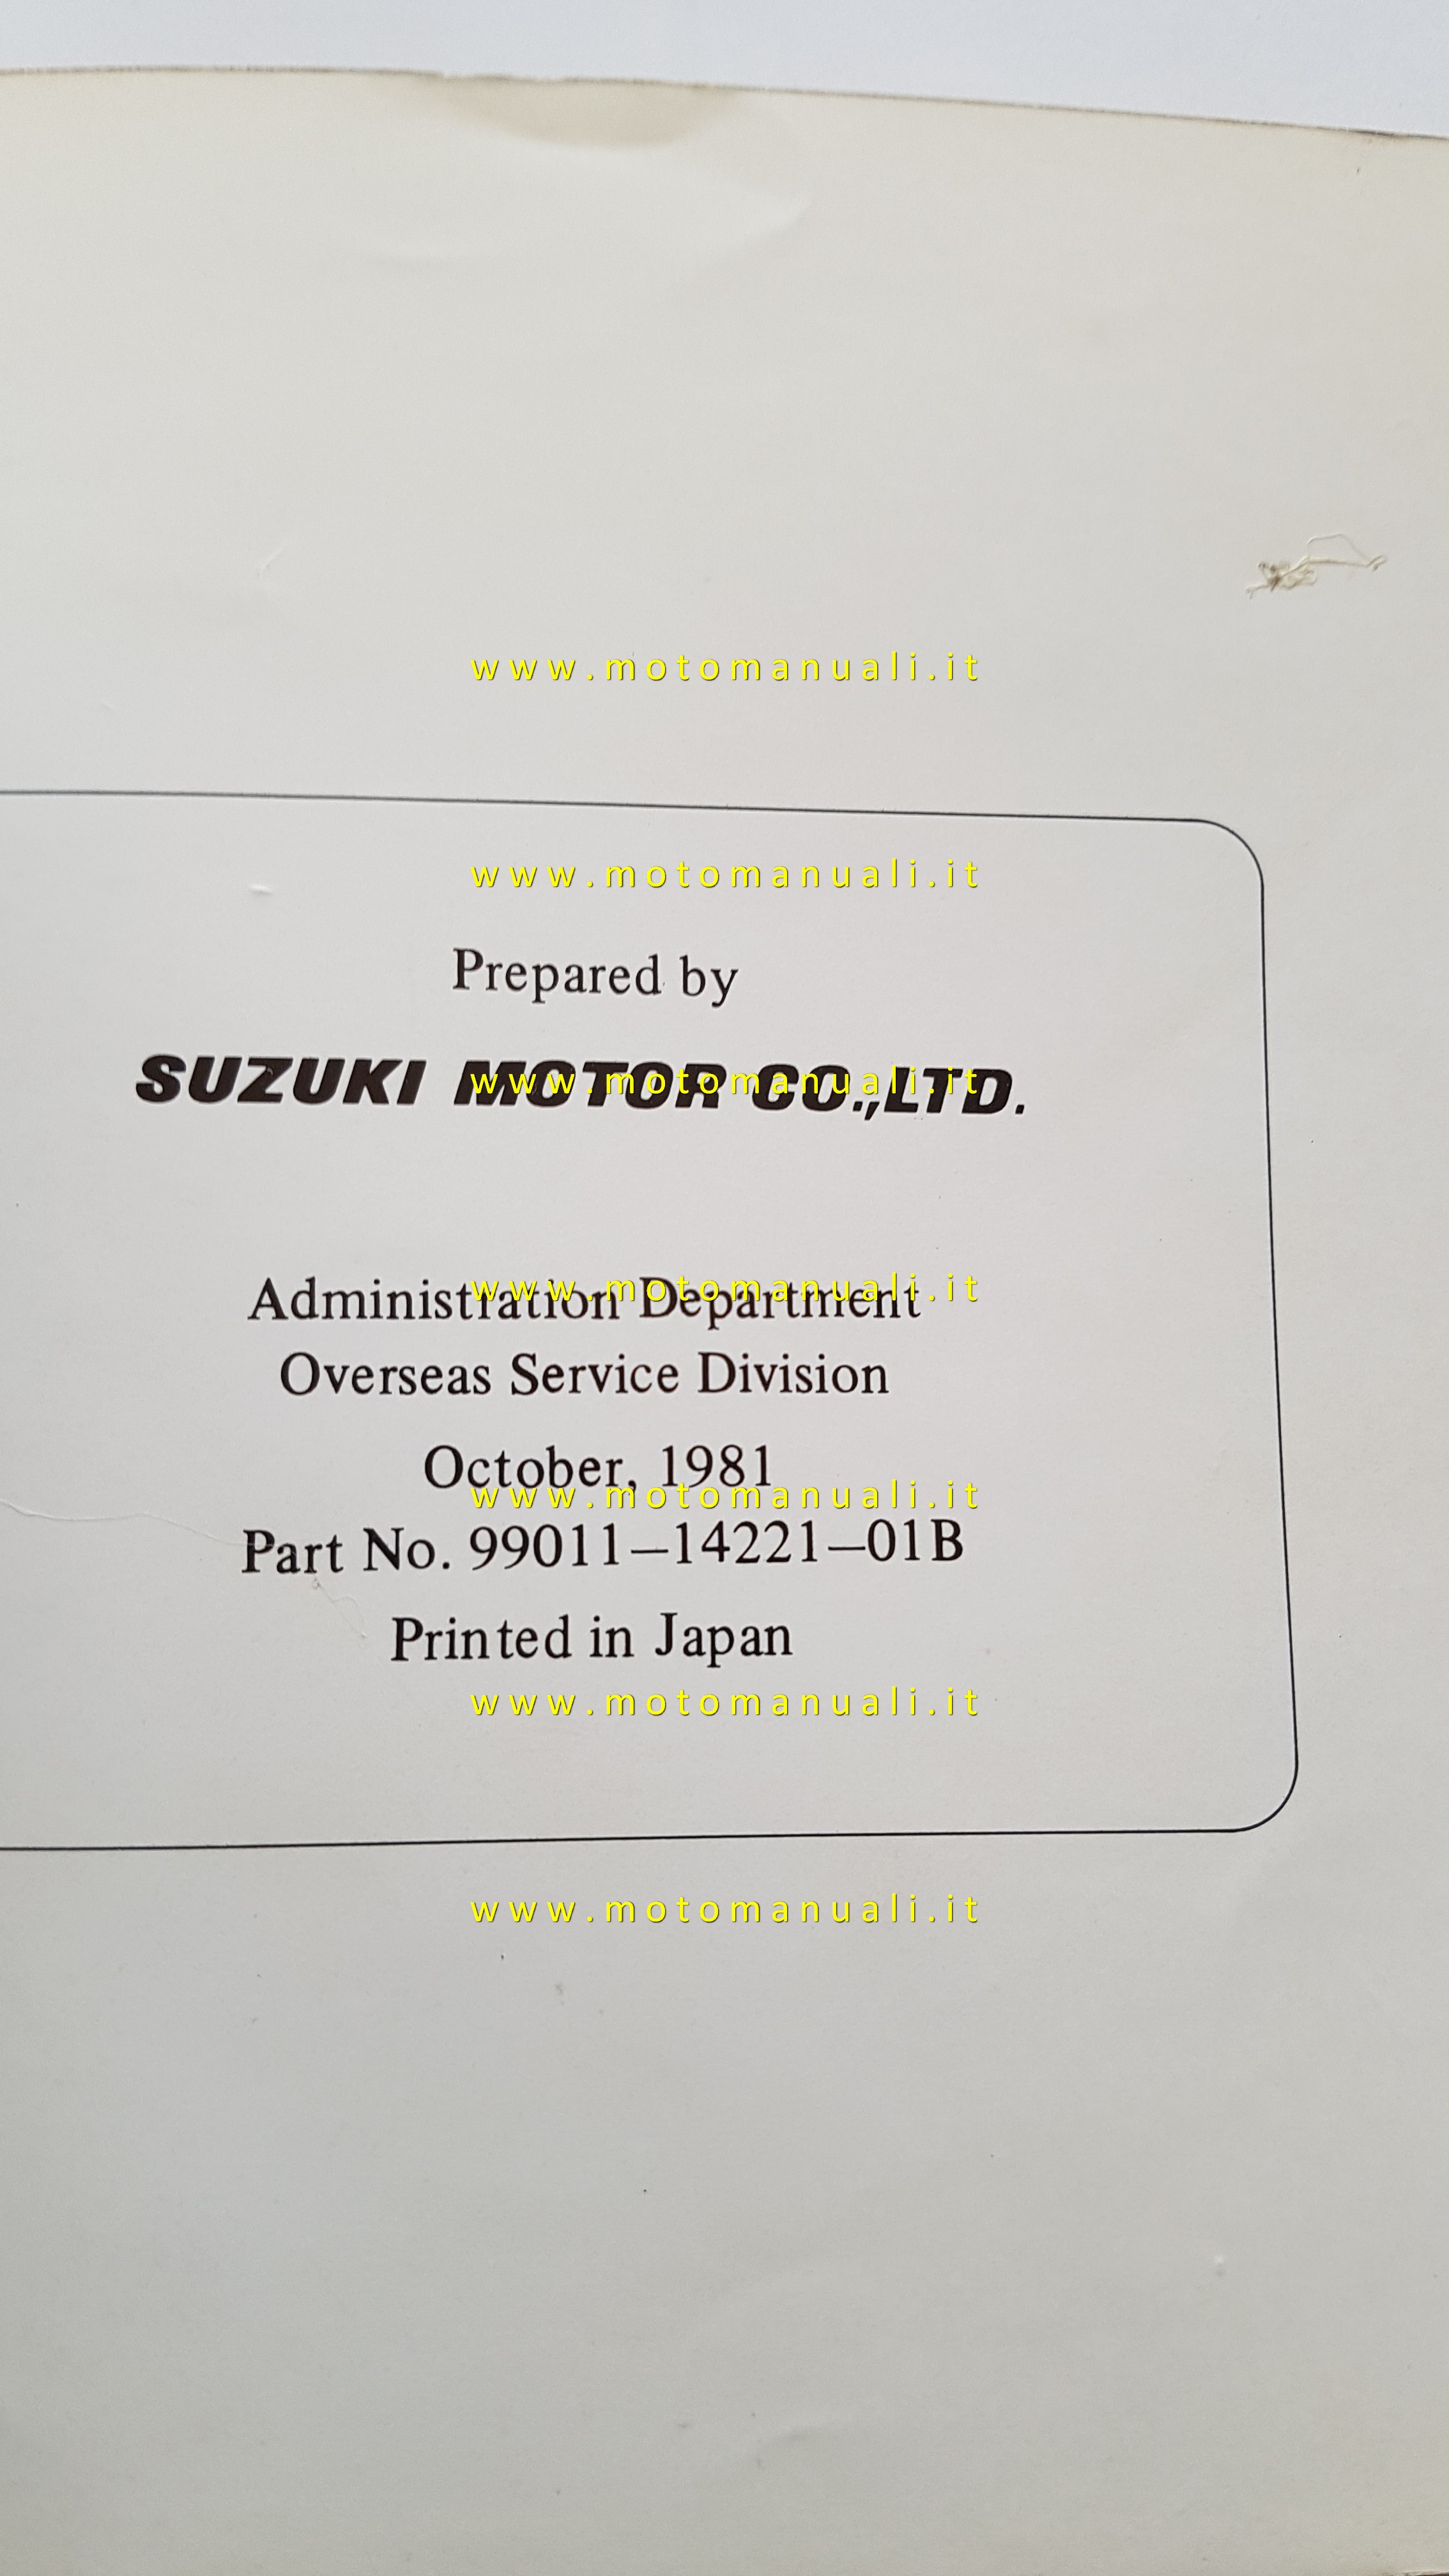 www.motomanuali.it
www.motomanuali.it
Prepared by
SUZUKI MOTOR CO.,LTD.
www.motomanuali.it
www.motomanuali.it
Administration Department
Overseas Service Division
October, 1981
www.motomanuali.it
Part No. 99011–14221–01B
Printed in Japan
www.motomanuali.it
www.motomanuali.it